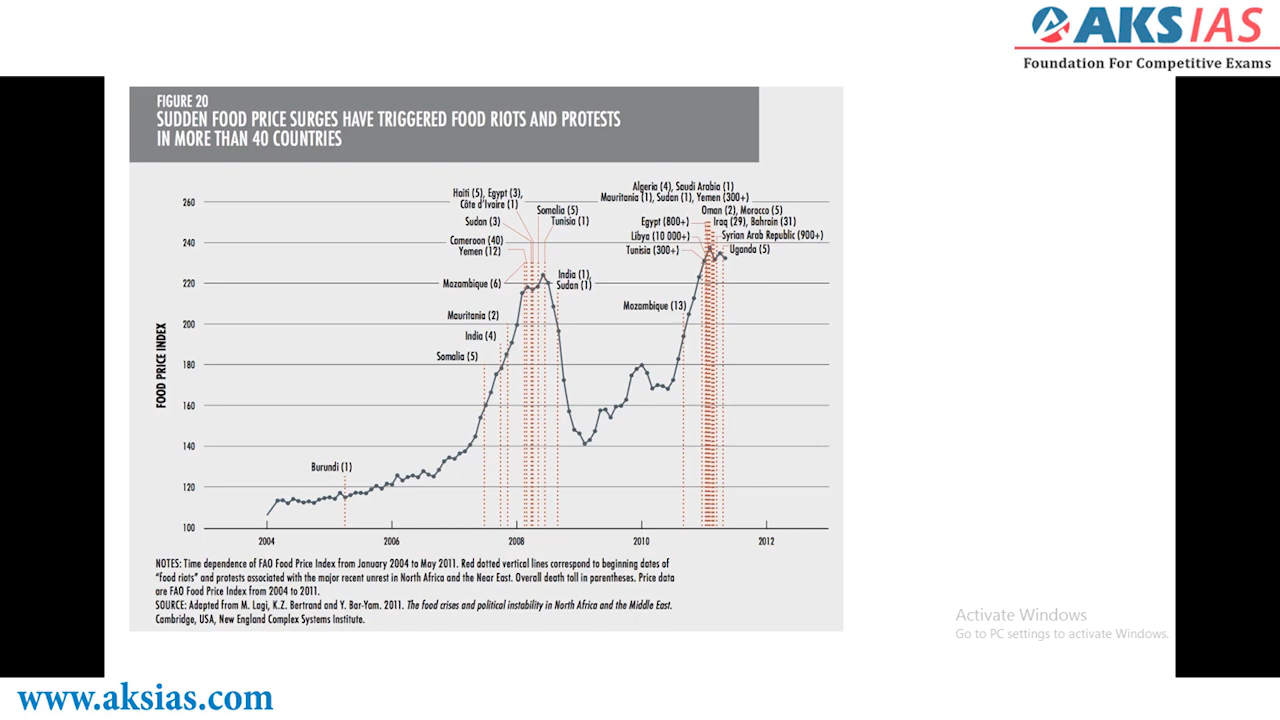 AKS IAS
Foundation For Competitive Exams
FIGURE 20
SUDDEN FOOD PRICE SURGES HAVE TRIGGERED FOOD RIOTS AND PROTESTS
IN MORE THAN 40 COUNTRIES
FOOD PRICE INDEX
260
240
220
200
180
160
140
120
100
2004
2006
2008
2010
2012
Burundi (1)
Somalia (5)
India (4)
Mauritania (2)
Mozambique (6)
Cameroon (40)
Yemen (12)
Sudan (3)
Haiti (5), Egypt (3),
Côte d'Ivoire (1)
Somalia (5)
Tunisia (1)
India (1),
Sudan (1)
Mozambique (13)
Tunisia (300+)
Libya (10 000+)
Egypt (800+)
Algeria (4), Saudi Arabia (1)
Mauritania (1), Sudan (1), Yemen (300+)
Oman (2), Morocco (5)
Iraq (29), Bahrain (31)
Syrian Arab Republic (900+)
Uganda (5)
NOTES: Time dependence of FAO Food Price Index from January 2004 to May 2011. Red dotted vertical lines correspond to beginning dates of
"food riots" and protests associated with the major recent unrest in North Africa and the Near East. Overall death toll in parentheses. Price data
are FAO Food Price Index from 2004 to 2011.
SOURCE: Adapted from M. Lagi, K.Z. Bertrand and Y. Bar-Yam. 2011. The food crises and political instability in North Africa and the Middle East.
Cambridge, USA, New England Complex Systems Institute.
Activate Windows
Go to PC settings to activate Windows.
www.aksias.com